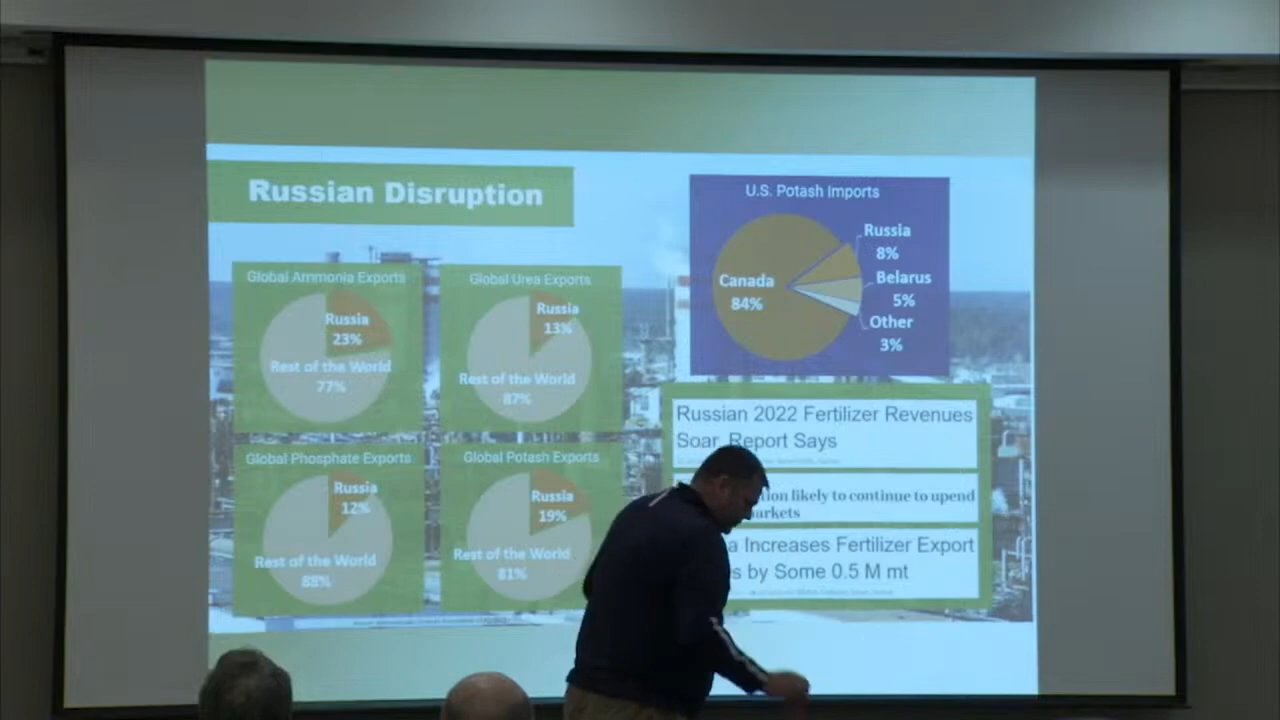 Russian Disruption
U.S. Potash Imports
Russia
8%
Canada
84%
Belarus
5%
Other
3%
Global Ammonia Exports
Russia
23%
Rest of the World
77%
Global Urea Exports
Russia
13%
Rest of the World
87%
Global Phosphate Exports
Russia
12%
Rest of the World
88%
Global Potash Exports
Russia
19%
Rest of the World
81%
Russian 2022 Fertilizer Revenues
Soar, Report Says
likely to continue to upend
Increases Fertilizer Export
by Some 0.5 M mt